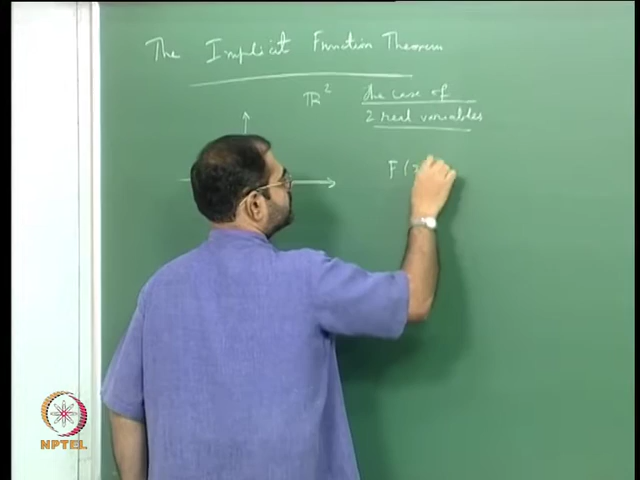 The Implicit Function Theorem
ℝ² the case of
2 real variables
F(x
NPTEL